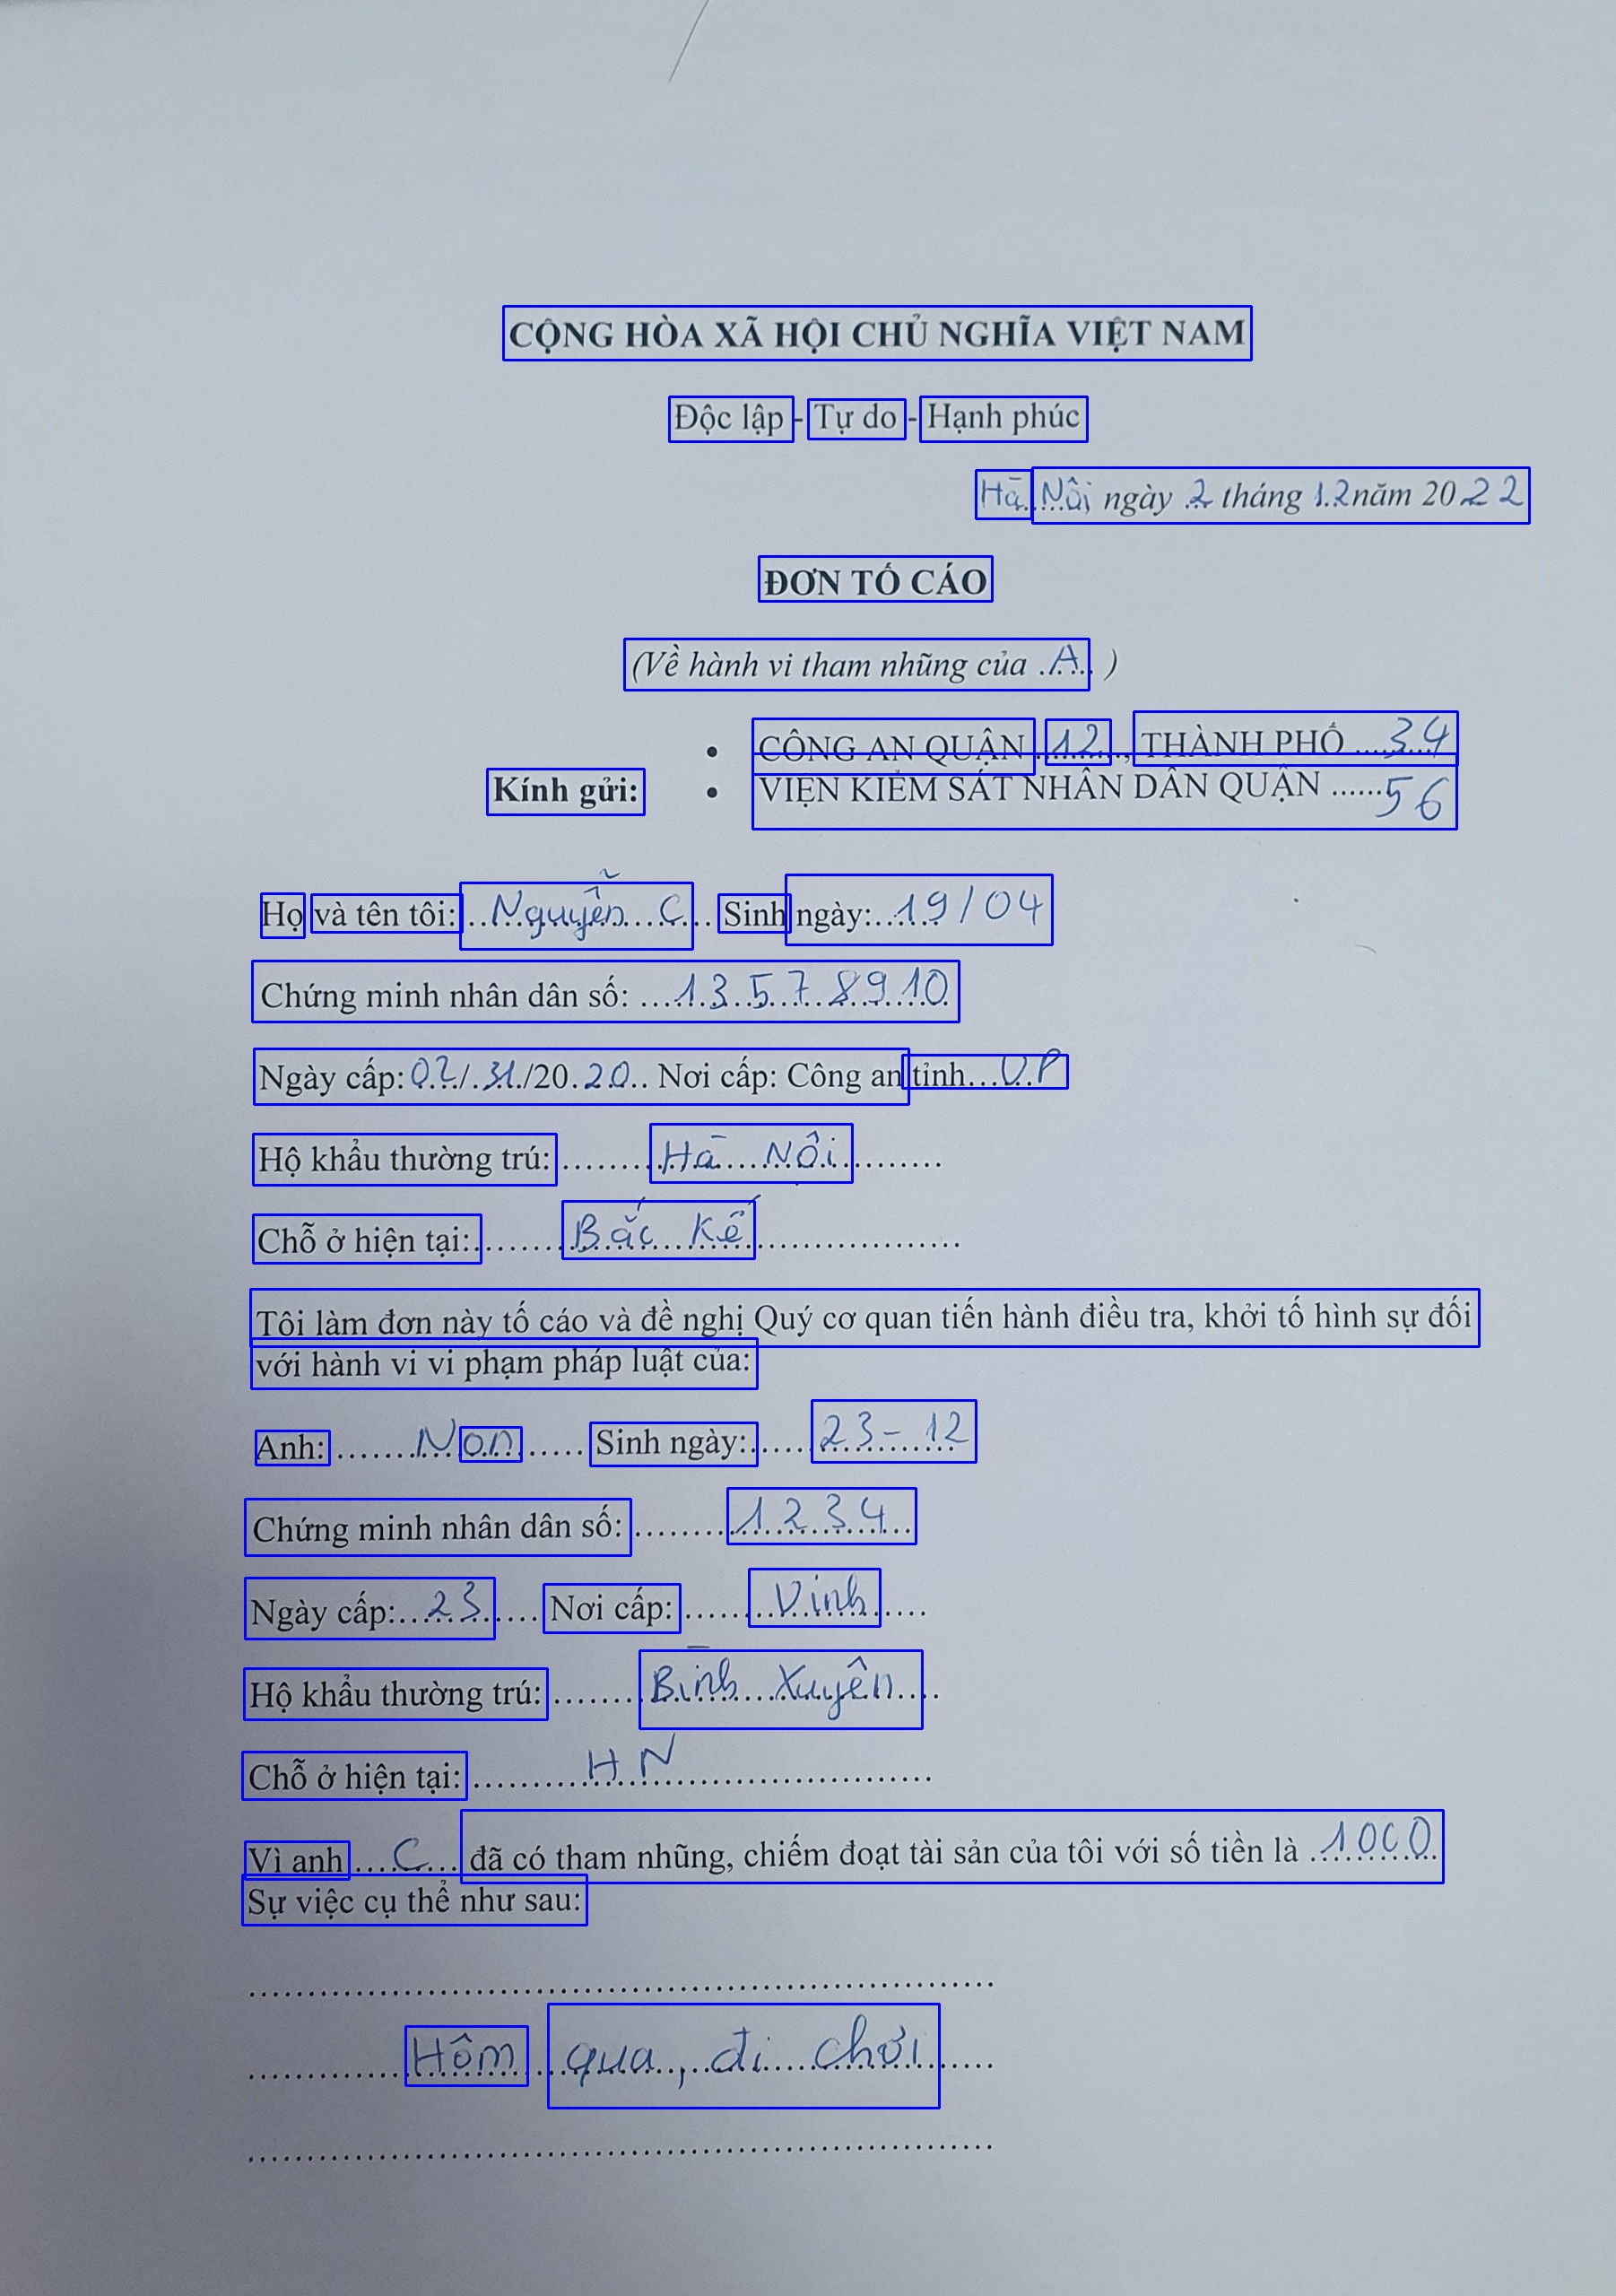 CỘNG HÒA XÃ HỘI CHỦ NGHĨA VIỆT NAM
Độc lập - Tự do - Hạnh phúc
Hà Nội, ngày 2 tháng 12 năm 2022
ĐƠN TỐ CÁO
(Về hành vi tham nhũng của ..A.. )
Kính gửi:
• CÔNG AN QUẬN ..12..., THÀNH PHỐ ....34
• VIỆN KIỂM SÁT NHÂN DÂN QUẬN ......56
Họ và tên tôi: ...Nguyễn C... Sinh ngày:..19/04
Chứng minh nhân dân số: ....13578910
Ngày cấp:02/.31/20.20.. Nơi cấp: Công an tỉnh...VP
Hộ khẩu thường trú: ........Hà Nội........
Chỗ ở hiện tại:........Bắc Kế................
Tôi làm đơn này tố cáo và đề nghị Quý cơ quan tiến hành điều tra, khởi tố hình sự đối
với hành vi vi phạm pháp luật của:
Anh: .......Non...... Sinh ngày:......23-12
Chứng minh nhân dân số: ........1234..
Ngày cấp:...23..... Nơi cấp: ........Vinh....
Hộ khẩu thường trú: .......Bình Xuyên...
Chỗ ở hiện tại: ..........HN....................
Vì anh ....C.... đã có tham nhũng, chiếm đoạt tài sản của tôi với số tiền là .1000
Sự việc cụ thể như sau:
..............................................................
.............Hôm qua, đi chơi......
..............................................................